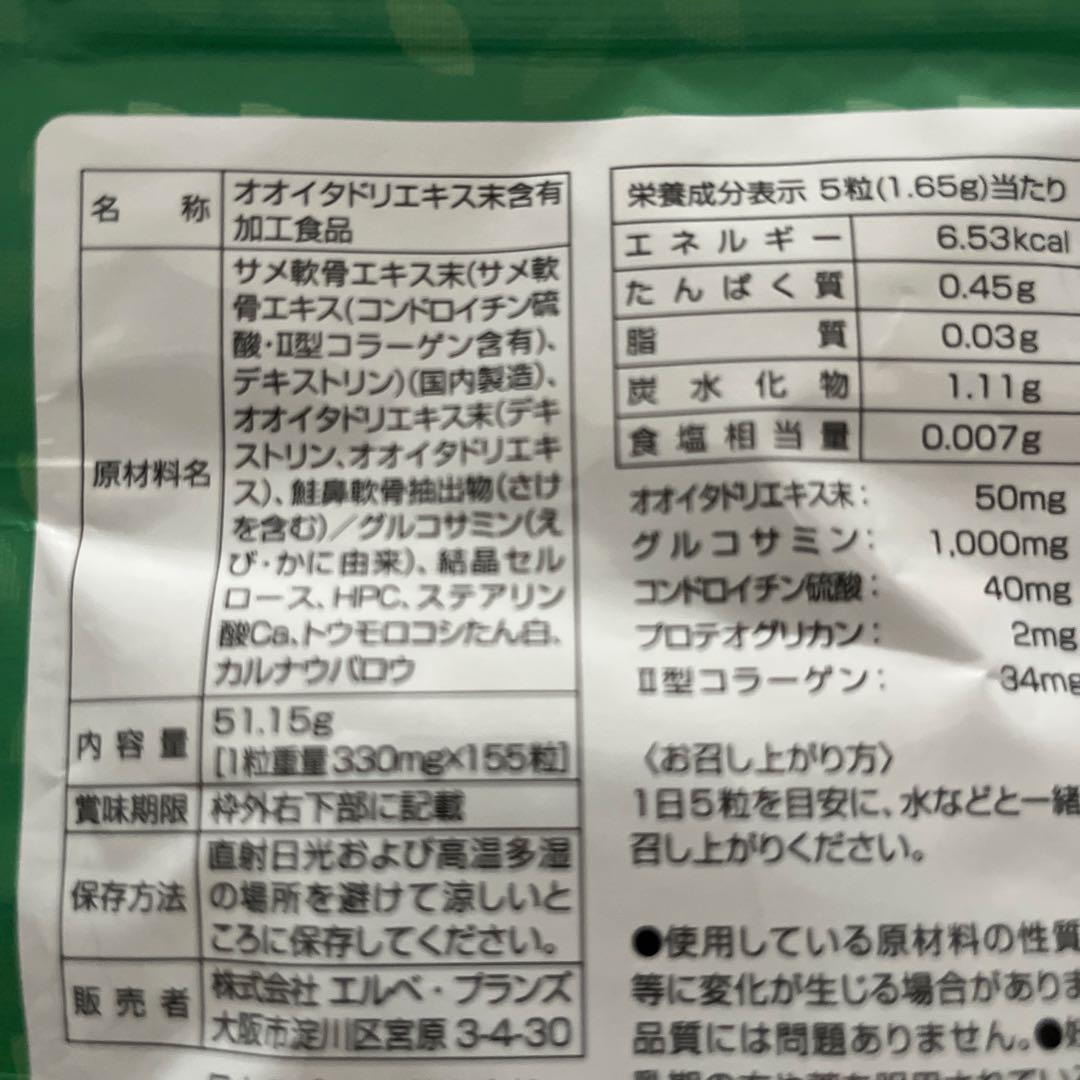 名称
オオイタドリエキス末含有
加工食品
原材料名
サメ軟骨エキス末(サメ軟
骨エキス(コンドロイチン硫
酸・Ⅱ型コラーゲン含有)、
デキストリン)(国内製造)、
オオイタドリエキス末(デキ
ストリン、オオイタドリエキ
ス)、鮭鼻軟骨抽出物(さけ
を含む)/グルコサミン(え
び・かに由来)、結晶セル
ロース、HPC、ステアリン
酸Ca、トウモロコシたん白、
カルナウバロウ
内容量
51.15g
[1粒重量330mg×155粒]
賞味期限
枠外右下部に記載
保存方法
直射日光および高温多湿
の場所を避けて涼しいと
ころに保存してください。
販売者
株式会社 エルベ・プランズ
大阪市淀川区宮原3-4-30
栄養成分表示 5粒(1.65g)当たり
エネルギー 6.53kcal
たんぱく質 0.45g
脂質 0.03g
炭水化物 1.11g
食塩相当量 0.007g
オオイタドリエキス末: 50mg
グルコサミン: 1,000mg
コンドロイチン硫酸: 40mg
プロテオグリカン: 2mg
Ⅱ型コラーゲン: 34mg
〈お召し上がり方〉
1日5粒を目安に、水などと一緒
召し上がりください。
●使用している原材料の性質
等に変化が生じる場合がありま
品質には問題ありません。●